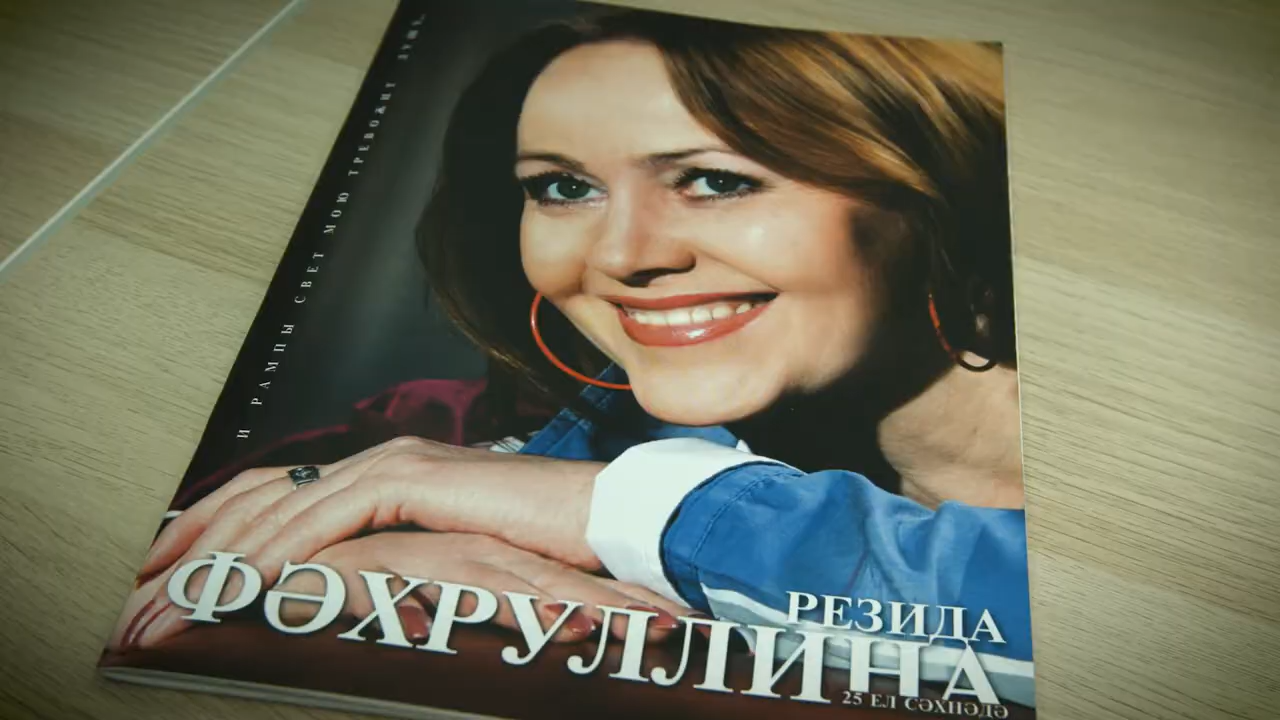 И РАМПЫ СВЕТ МОЮ ТРЕВОЖИТ ДУШУ,
РЕЗИДА
ФӘХРУЛЛИНА
25 ЕЛ СӘХНӘДӘ